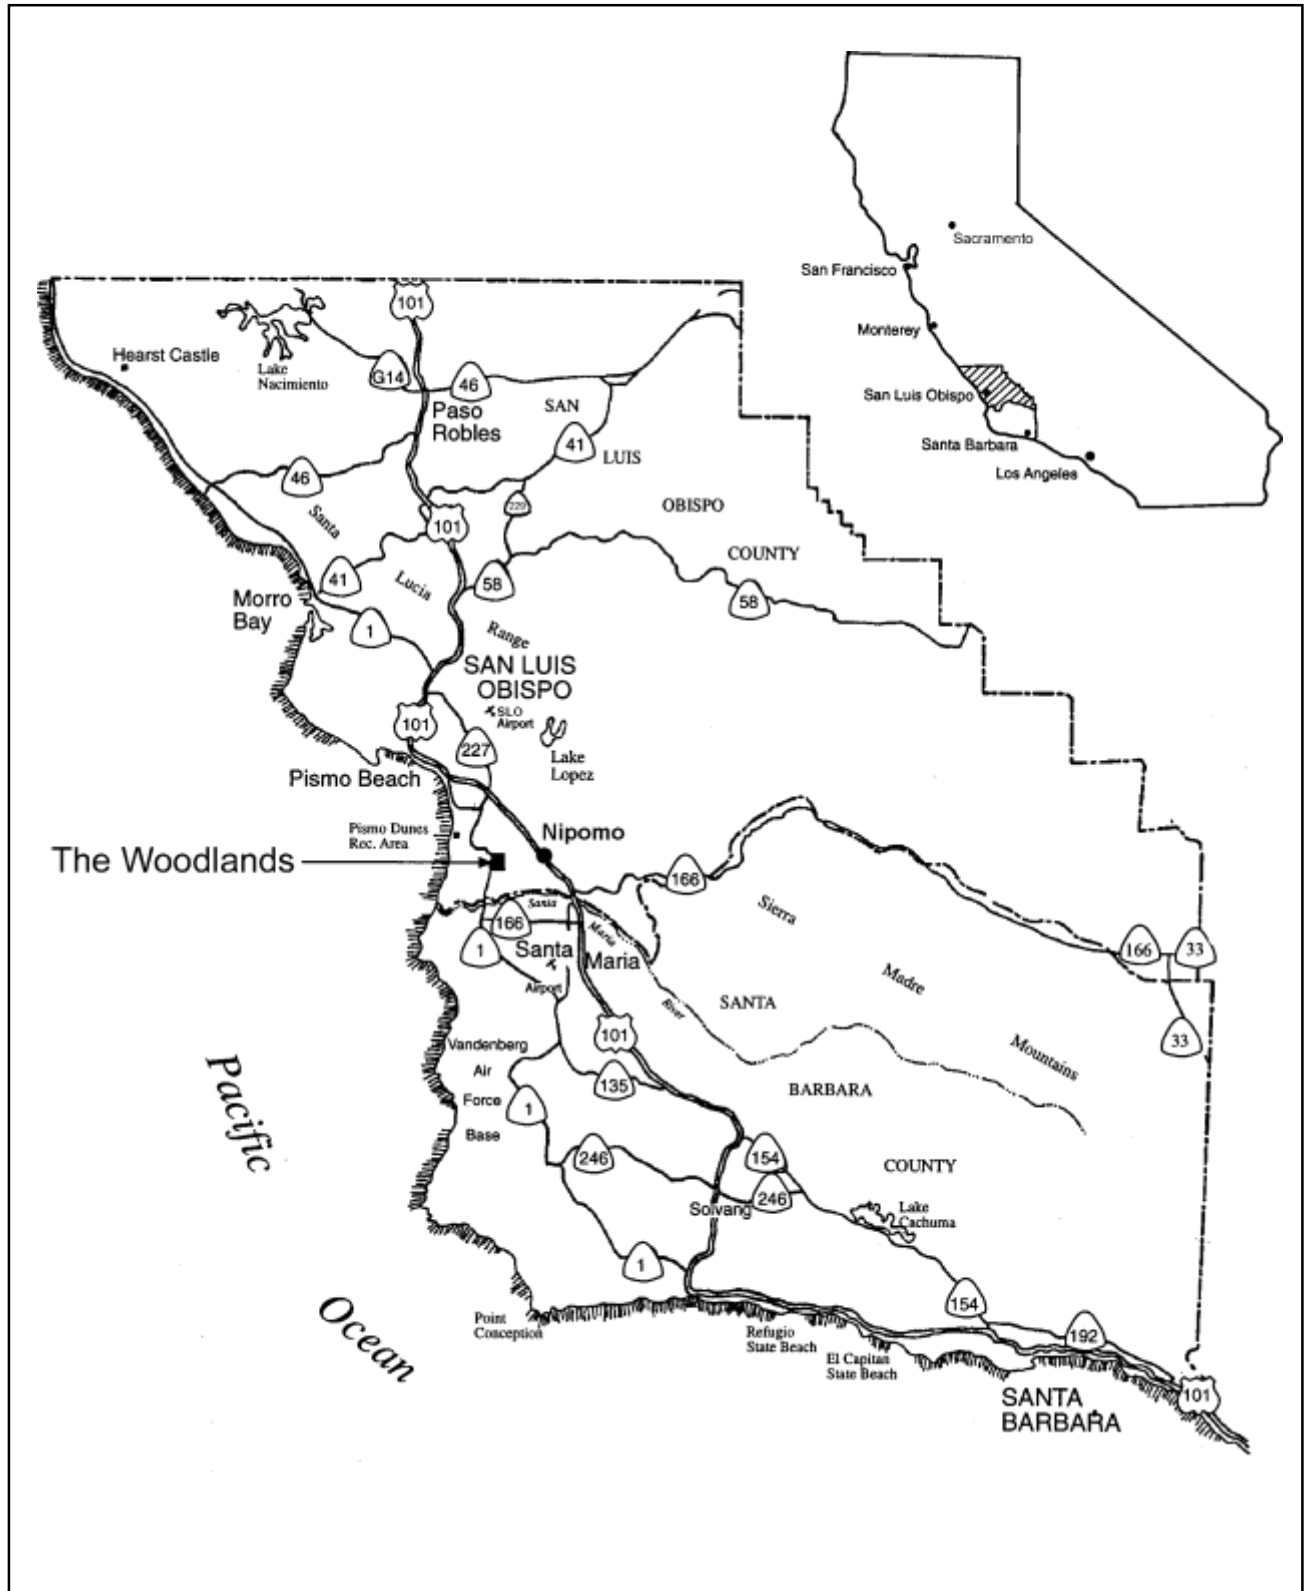 Sacramento
San Francisco
Monterey
San Luis Obispo
Santa Barbara
Los Angeles
101
Hearst Castle
Lake
Nacimiento
G14
46
Paso
Robles
SAN
41
LUIS
46
Santa
229
OBISPO
101
COUNTY
41
Lucia
58
58
Morro
Bay
1
Range
SAN LUIS
OBISPO
SLO
Airport
101
227
Lake
Lopez
Pismo Beach
Pismo Dunes
Rec. Area
Nipomo
The Woodlands
166
Santa
Sierra
166
Maria
166
33
1
Santa
Maria
Airport
Madre
SANTA
River
101
33
Vandenberg
Air
Force
Base
Mountains
135
BARBARA
1
Pacific
246
154
COUNTY
246
Solvang
Lake
Cachuma
1
154
Ocean
Point
Conception
Refugio
State Beach
192
El Capitan
State Beach
101
SANTA
BARBARA